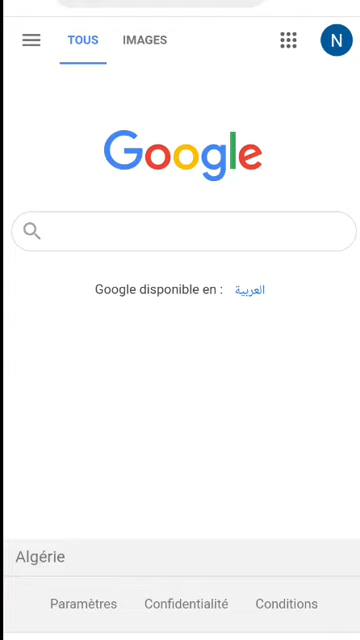 TOUS IMAGES N
Google
Google disponible en : العربية
Algérie
Paramètres Confidentialité Conditions